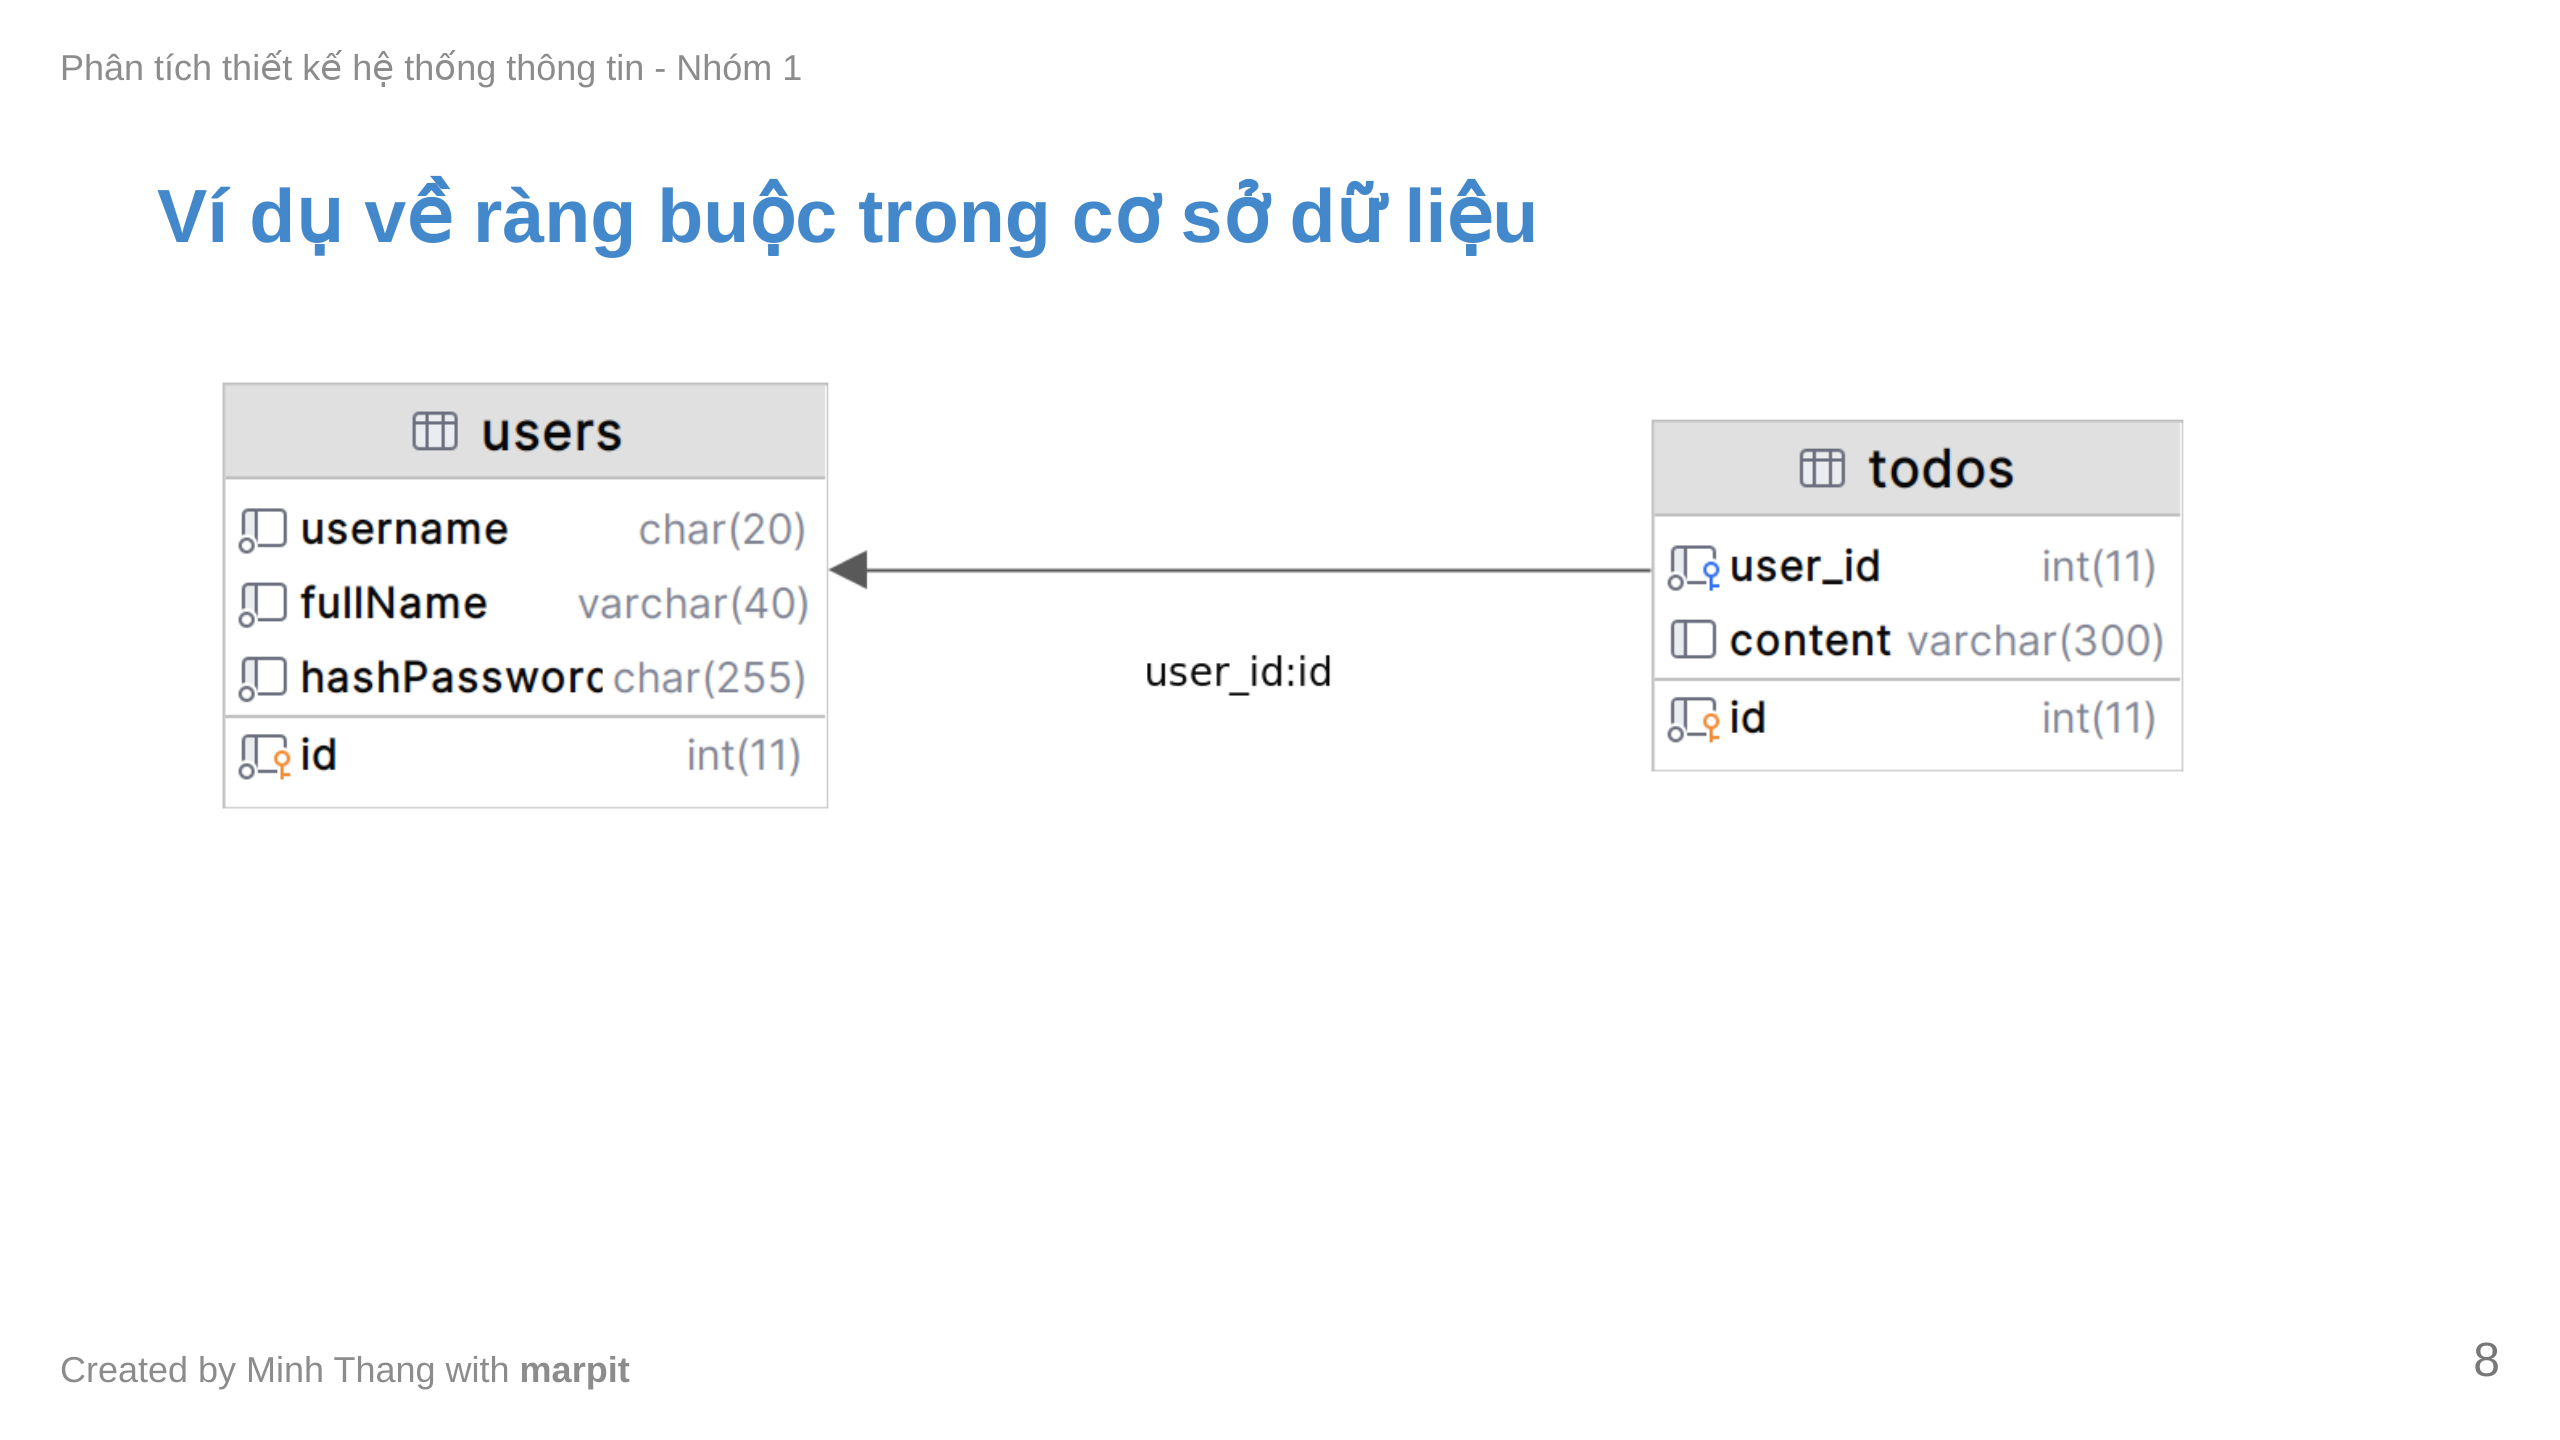 Phân tích thiết kế hệ thống thông tin - Nhóm 1
Ví dụ về ràng buộc trong cơ sở dữ liệu
users
username char(20)
fullName varchar(40)
hashPassword char(255)
id int(11)
user_id:id
todos
user_id int(11)
content varchar(300)
id int(11)
Created by Minh Thang with marpit
8